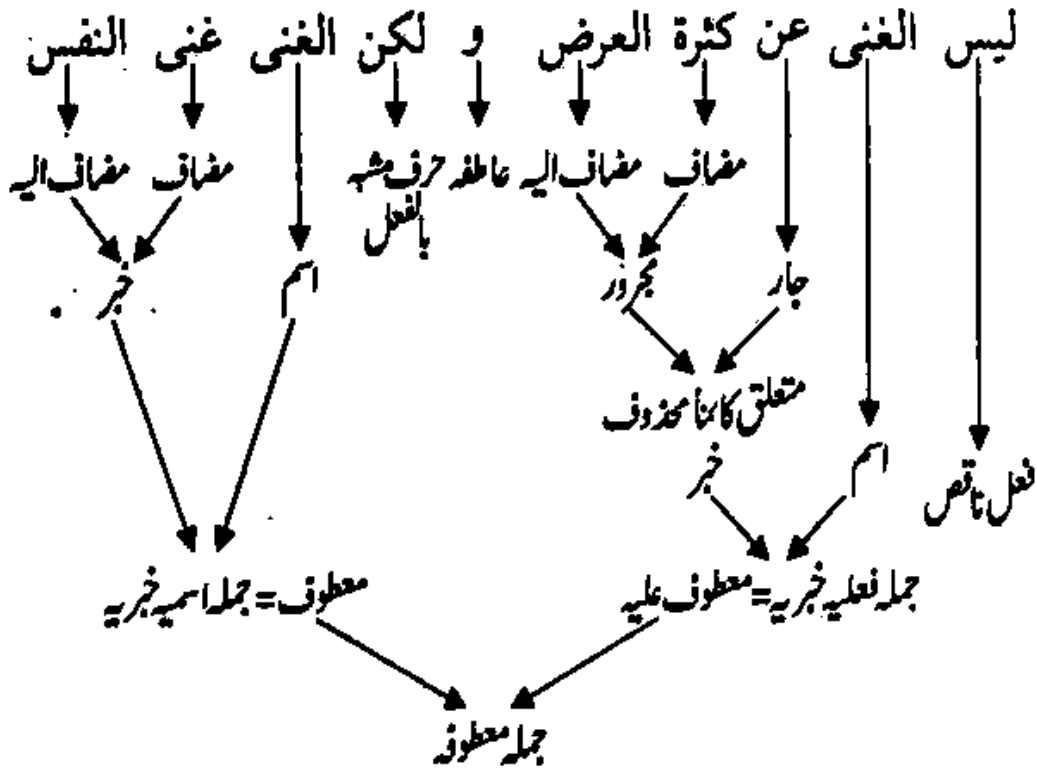 ليس الغنى عن كثرة العرض و لكن الغنى غنى النفس
مضاف مضاف الیہ عاطفہ حرف مشبہ بالفعل مضاف مضاف الیہ
جار مجرور اسم خبر
متعلق کائناً محذوف
فعل ناقص اسم خبر
جملہ فعلیہ خبریہ=معطوف علیہ معطوف=جملہ اسمیہ خبریہ
جملہ معطوفہ